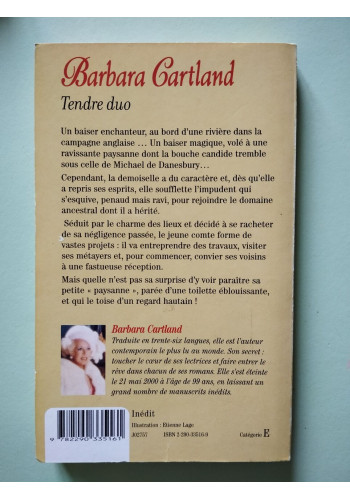 Barbara Cartland
Tendre duo
Un baiser enchanteur, au bord d'une rivière dans la
campagne anglaise ... Un baiser magique, volé à une
ravissante paysanne dont la bouche candide tremble
sous celle de Michael de Danesbury...
Cependant, la demoiselle a du caractère et, dès qu'elle
a repris ses esprits, elle soufflette l'impudent qui
s'esquive, penaud mais ravi, pour rejoindre le domaine
ancestral dont il a hérité.
Séduit par le charme des lieux et décidé à se racheter
de sa négligence passée, le jeune comte forme de
vastes projets : il va entreprendre des travaux, visiter
ses métayers et, pour commencer, convier ses voisins
à une fastueuse réception.
Mais quelle n'est pas sa surprise d'y voir paraître sa
petite « paysanne », parée d'une toilette éblouissante,
et qui le toise d'un regard hautain !
Barbara Cartland
Traduite en trente-six langues, elle est l'auteur
contemporain le plus lu au monde. Son secret :
toucher le cœur de ses lectrices et faire entrer le
rêve dans chacun de ses romans. Elle s'est éteinte
le 21 mai 2000 à l'âge de 99 ans, en laissant un
grand nombre de manuscrits inédits.
Inédit
Illustration : Etienne Lage
J02757 ISBN 2-290-33516-0 Catégorie E
9 782290 335161